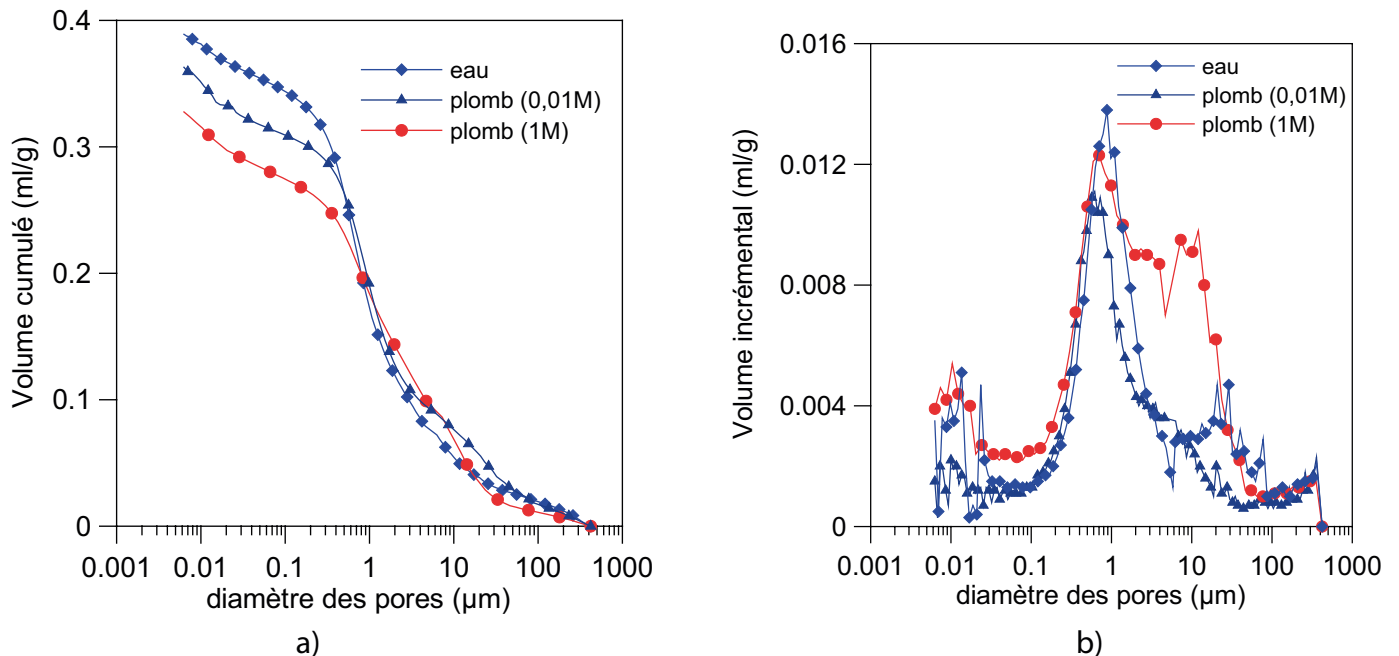 0.4
0.3
0.2
0.1
0
Volume cumulé (ml/g)
eau
plomb (0,01M)
plomb (1M)
0.001 0.01 0.1 1 10 100 1000
diamètre des pores (µm)
a)
0.016
0.012
0.008
0.004
0
Volume incrémental (ml/g)
eau
plomb (0,01M)
plomb (1M)
0.001 0.01 0.1 1 10 100 1000
diamètre des pores (µm)
b)